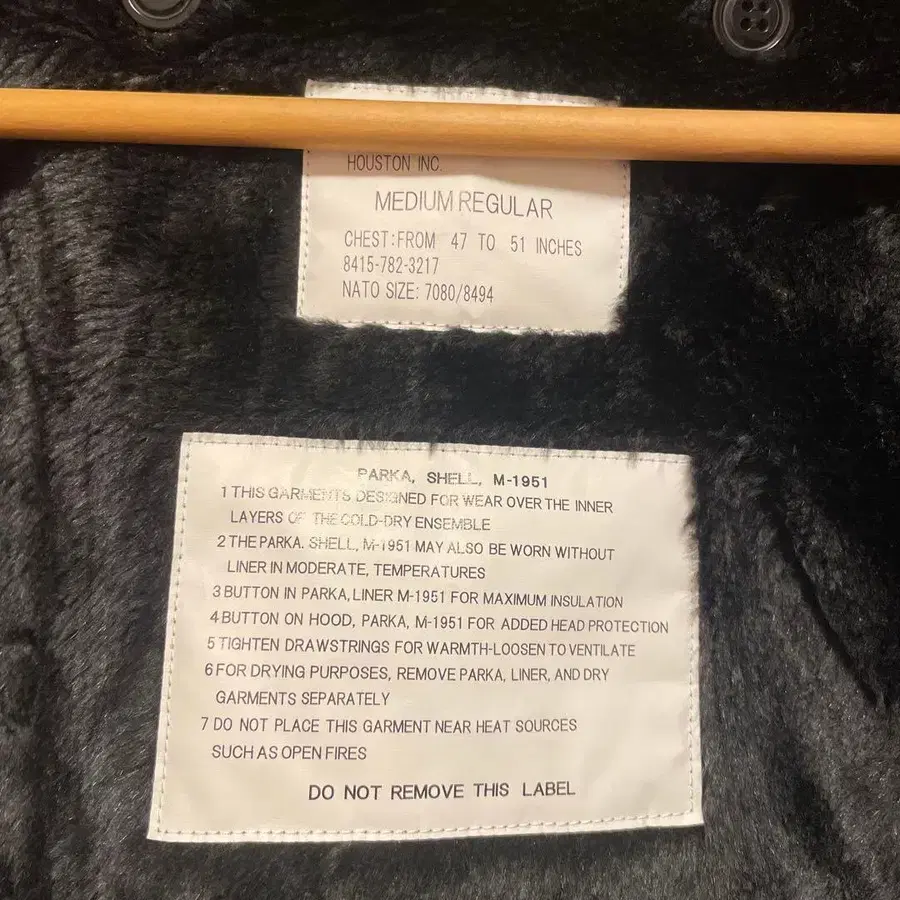 HOUSTON INC.
MEDIUM REGULAR
CHEST:FROM 47 TO 51 INCHES
8415-782-3217
NATO SIZE: 7080/8494
PARKA, SHELL, M-1951
1 THIS GARMENTS DESIGNED FOR WEAR OVER THE INNER
LAYERS OF THE COLD-DRY ENSEMBLE
2 THE PARKA. SHELL, M-1951 MAY ALSO BE WORN WITHOUT
LINER IN MODERATE, TEMPERATURES
3 BUTTON IN PARKA, LINER M-1951 FOR MAXIMUM INSULATION
4 BUTTON ON HOOD, PARKA, M-1951 FOR ADDED HEAD PROTECTION
5 TIGHTEN DRAWSTRINGS FOR WARMTH-LOOSEN TO VENTILATE
6 FOR DRYING PURPOSES, REMOVE PARKA, LINER, AND DRY
GARMENTS SEPARATELY
7 DO NOT PLACE THIS GARMENT NEAR HEAT SOURCES
SUCH AS OPEN FIRES
DO NOT REMOVE THIS LABEL